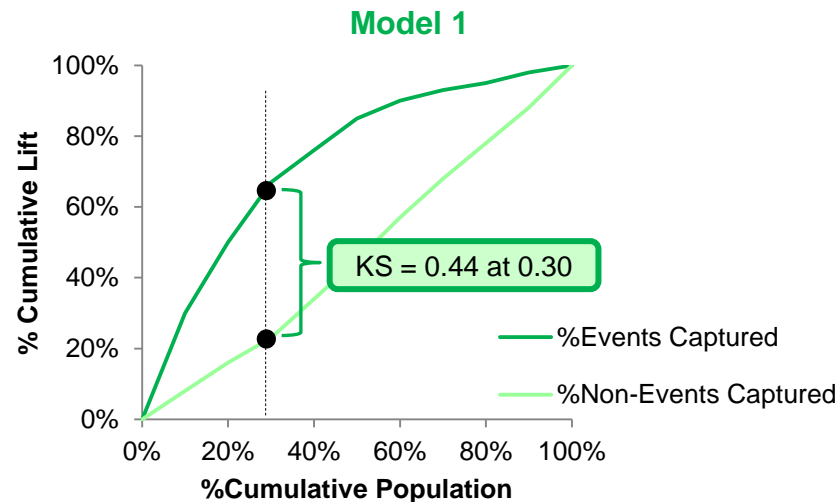 Model 1
% Cumulative Lift
100%
80%
60%
40%
20%
0%
KS = 0.44 at 0.30
%Events Captured
%Non-Events Captured
0% 20% 40% 60% 80% 100%
%Cumulative Population